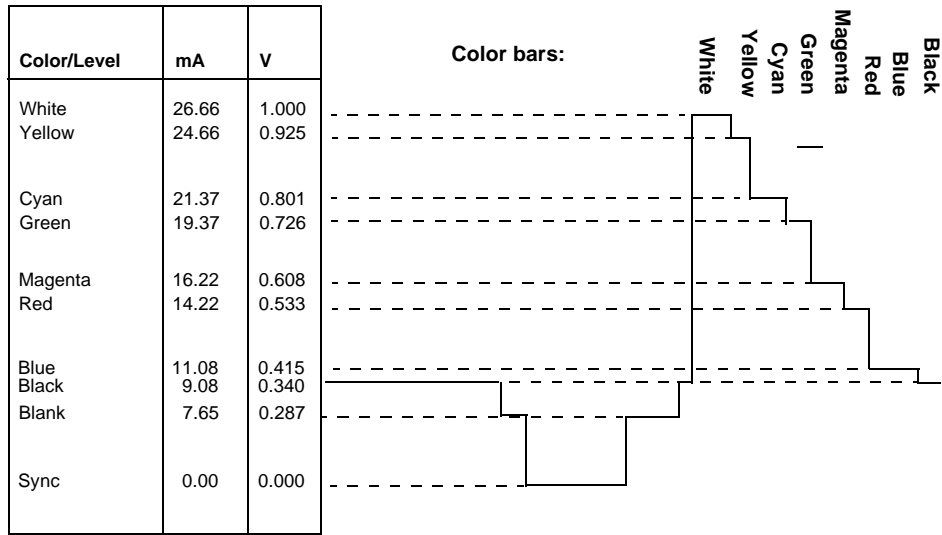 Color/Level mA V
White 26.66 1.000
Yellow 24.66 0.925
Cyan 21.37 0.801
Green 19.37 0.726
Magenta 16.22 0.608
Red 14.22 0.533
Blue 11.08 0.415
Black 9.08 0.340
Blank 7.65 0.287
Sync 0.00 0.000
Color bars:
White
Yellow
Cyan
Green
Magenta
Red
Blue
Black